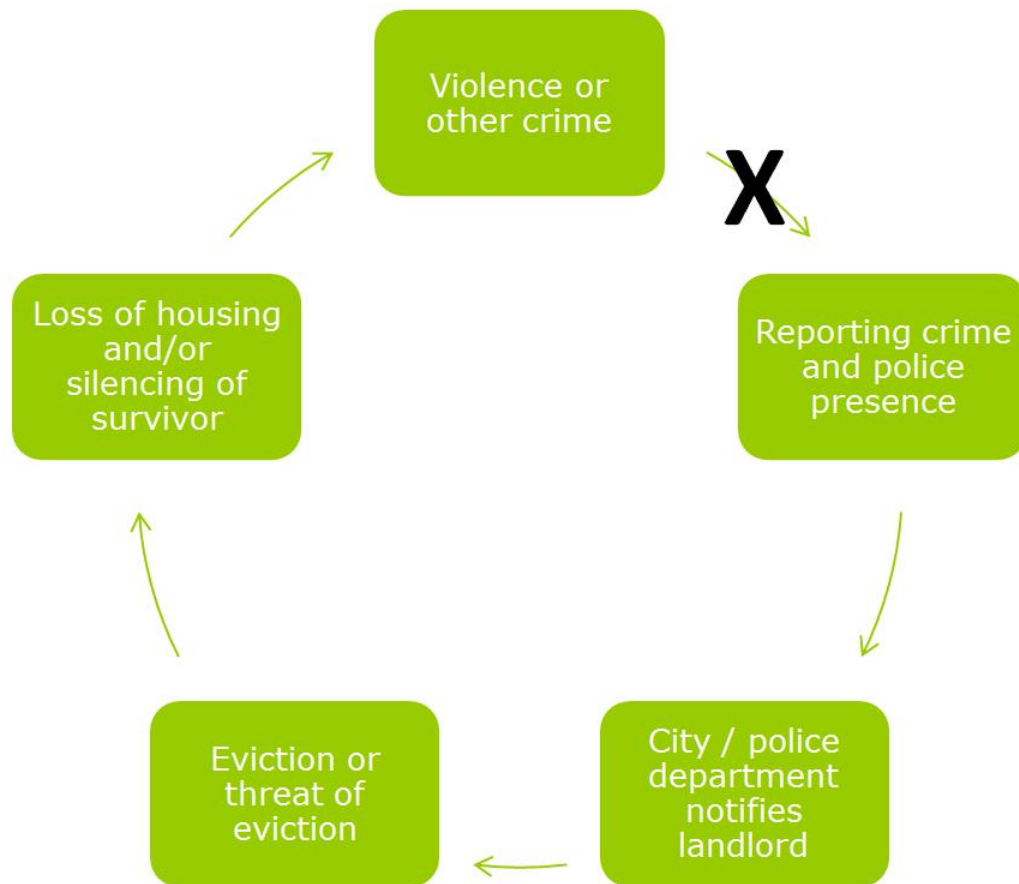 Violence or
other crime
X
Reporting crime
and police
presence
City / police
department
notifies
landlord
Eviction or
threat of
eviction
Loss of housing
and/or
silencing of
survivor